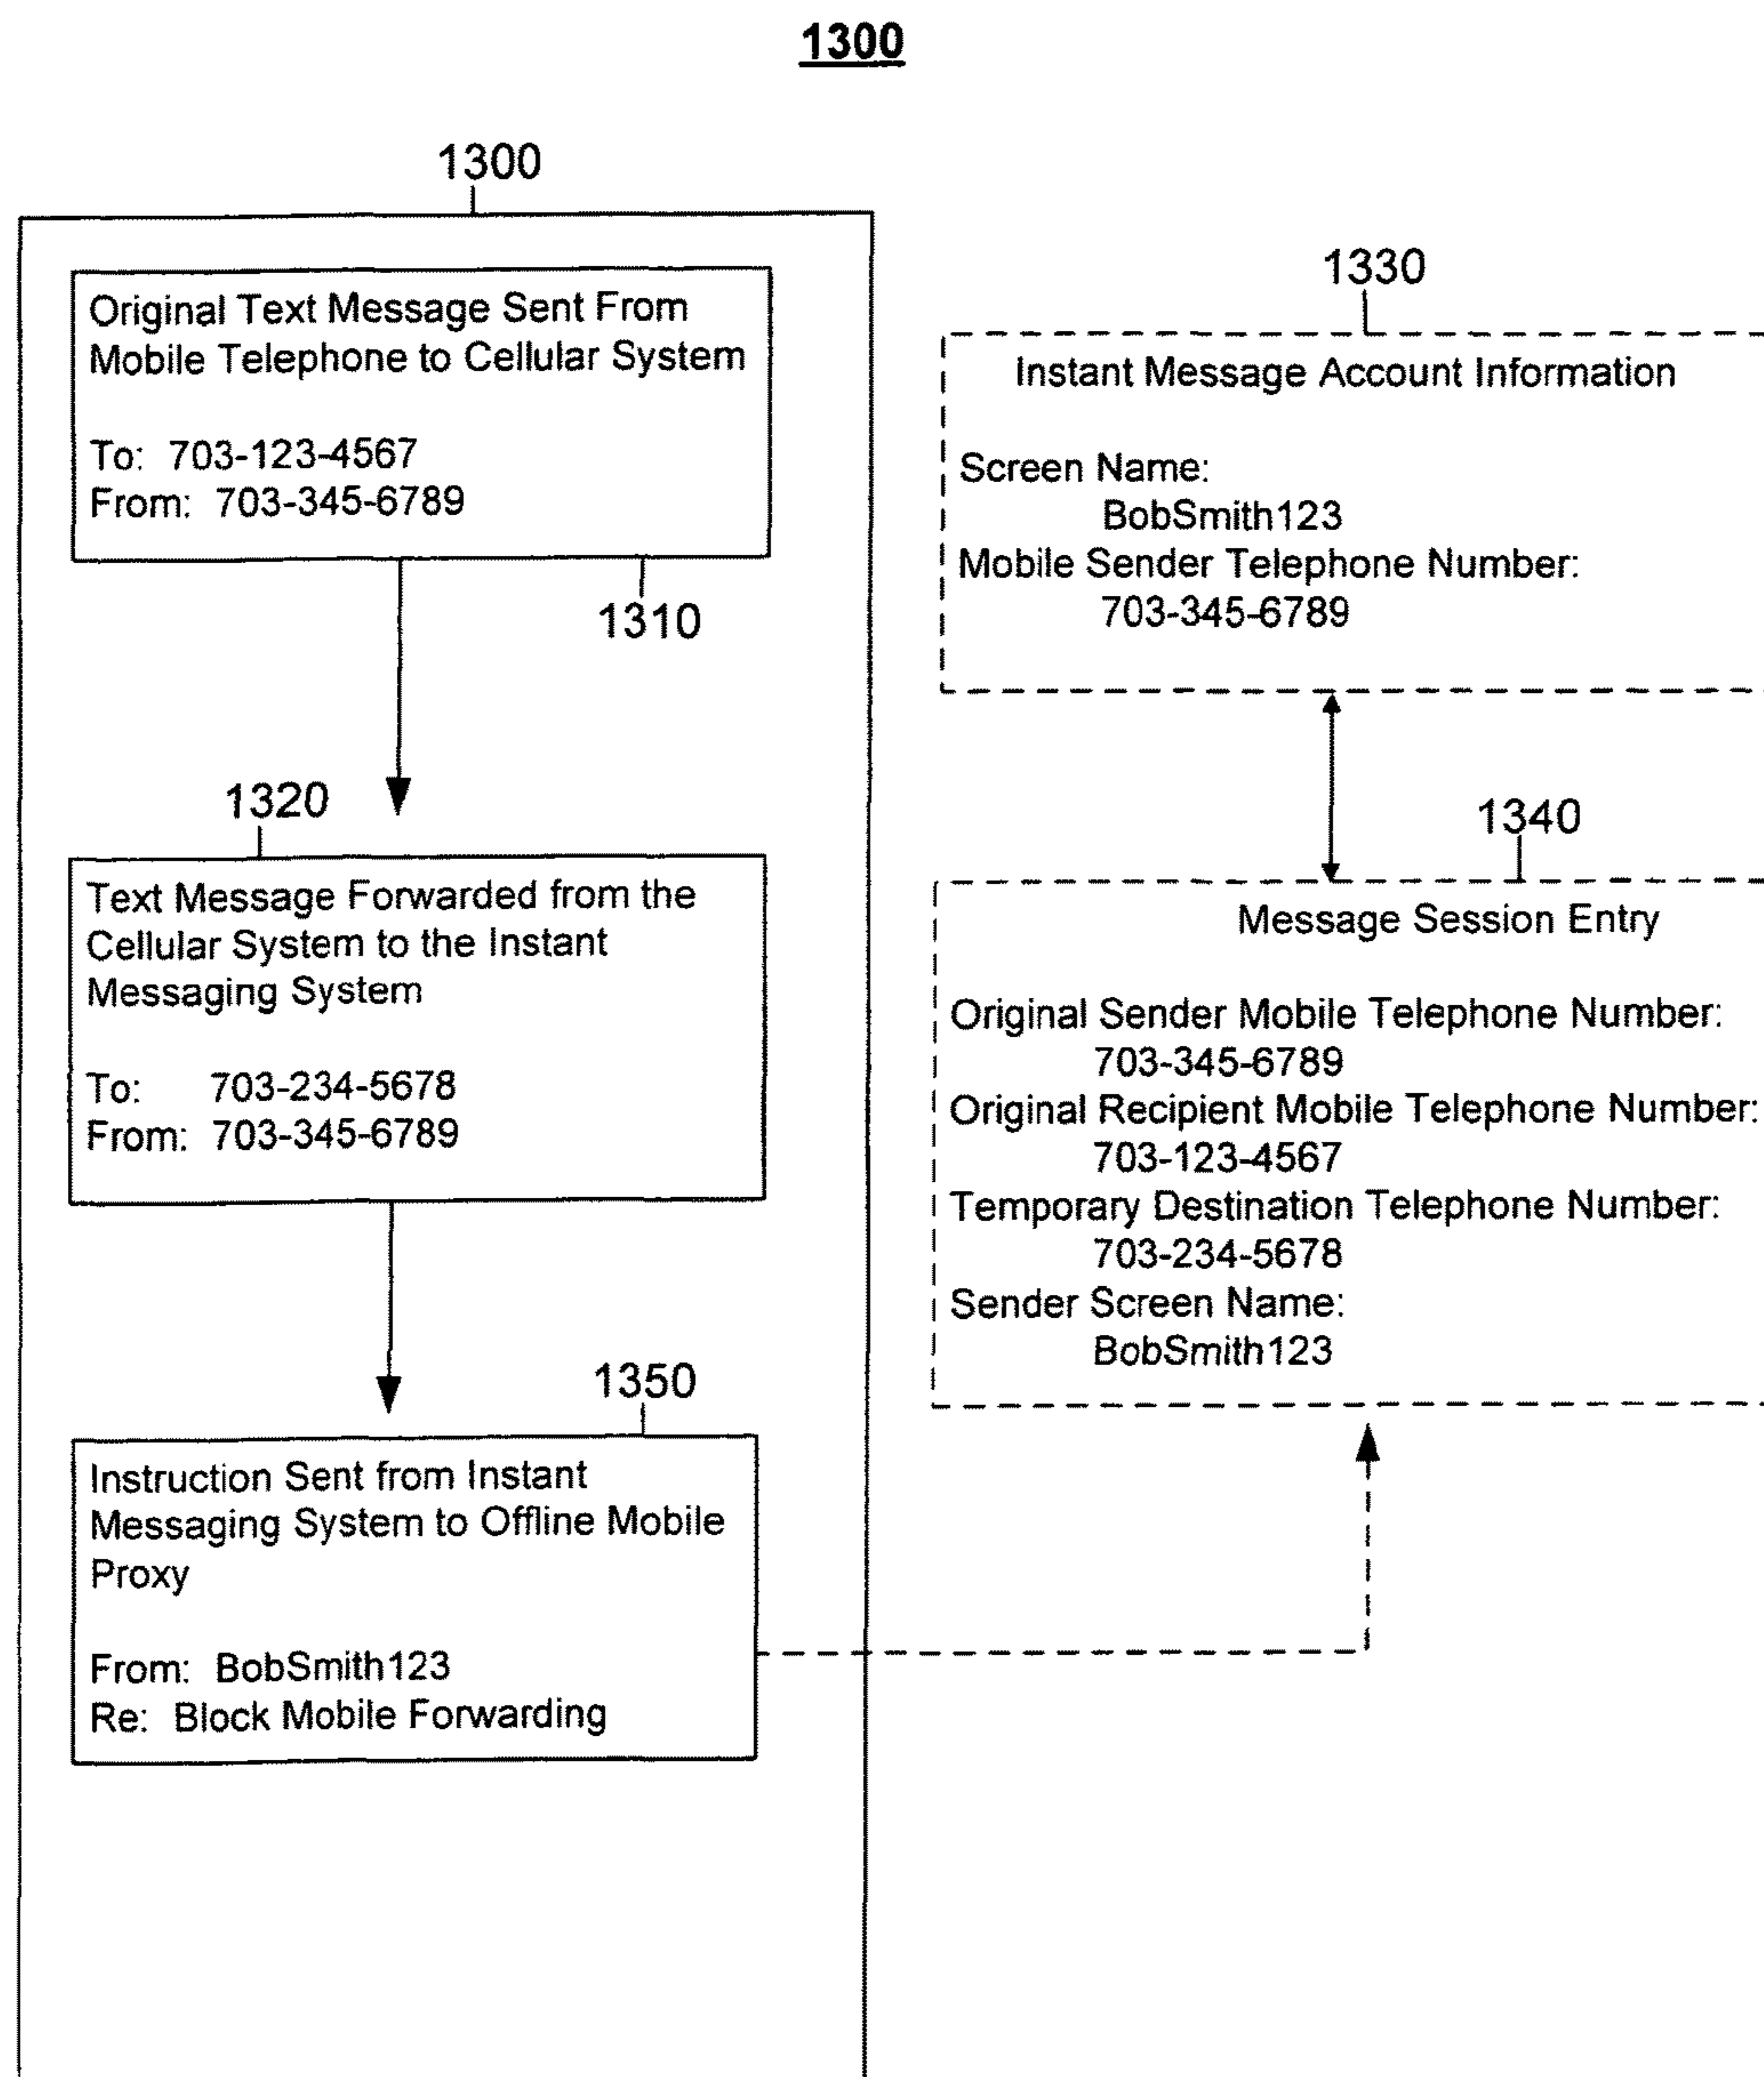 1300
1300
Original Text Message Sent From
Mobile Telephone to Cellular System
To: 703-123-4567
From: 703-345-6789
1310
1320
Text Message Forwarded from the
Cellular System to the Instant
Messaging System
To: 703-234-5678
From: 703-345-6789
1350
Instruction Sent from Instant
Messaging System to Offline Mobile
Proxy
From: BobSmith123
Re: Block Mobile Forwarding
1330
Instant Message Account Information
Screen Name:
BobSmith123
Mobile Sender Telephone Number:
703-345-6789
1340
Message Session Entry
Original Sender Mobile Telephone Number:
703-345-6789
Original Recipient Mobile Telephone Number:
703-123-4567
Temporary Destination Telephone Number:
703-234-5678
Sender Screen Name:
BobSmith123